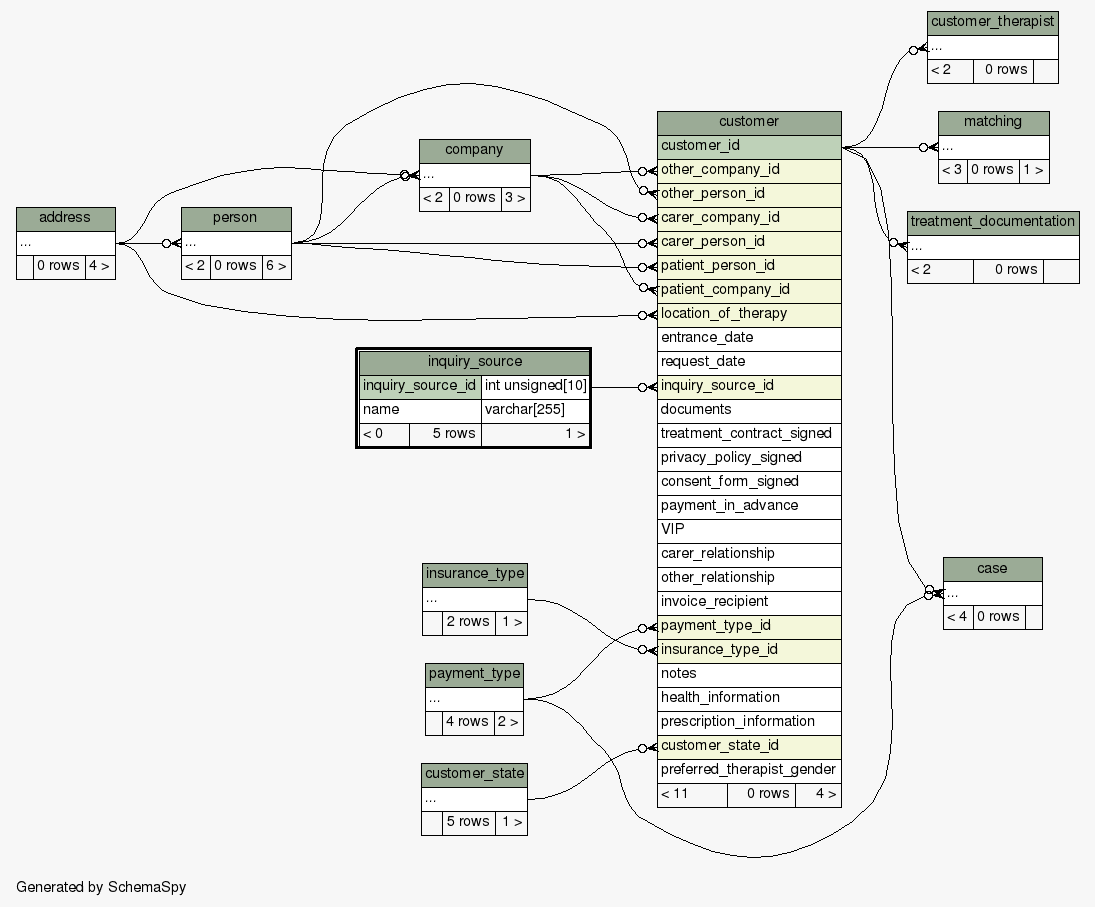 customer_therapist
...
< 2 0 rows
customer
customer_id
other_company_id
other_person_id
carer_company_id
carer_person_id
patient_person_id
patient_company_id
location_of_therapy
entrance_date
request_date
inquiry_source_id
documents
treatment_contract_signed
privacy_policy_signed
consent_form_signed
payment_in_advance
VIP
carer_relationship
other_relationship
invoice_recipient
payment_type_id
insurance_type_id
notes
health_information
prescription_information
customer_state_id
preferred_therapist_gender
< 11 0 rows 4 >
matching
...
< 3 0 rows 1 >
company
...
< 2 0 rows 3 >
address
...
0 rows 4 >
person
...
< 2 0 rows 6 >
treatment_documentation
...
< 2 0 rows
inquiry_source
inquiry_source_id int unsigned[10]
name varchar[255]
< 0 5 rows 1 >
case
...
< 4 0 rows
insurance_type
...
2 rows 1 >
payment_type
...
4 rows 2 >
customer_state
...
5 rows 1 >
Generated by SchemaSpy